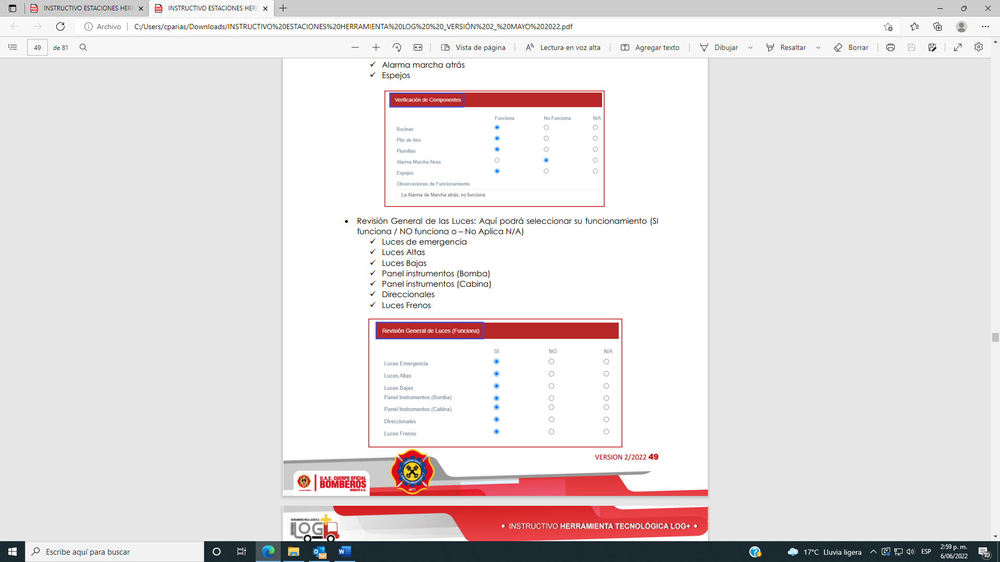 INSTRUCTIVO ESTACIONES HERR
INSTRUCTIVO ESTACIONES HERR
Archivo
C:/Users/cparias/Downloads/INSTRUCTIVO%20ESTACIONES%20HERRAMIENTA%20LOG%20%20_VERSIÓN%202_%20MAYO%202022.pdf
49 de 81
Vista de página
Lectura en voz alta
Agregar texto
Dibujar
Resaltar
Borrar
✓ Alarma marcha atrás
✓ Espejos
Verificación de Componentes
Funciona No Funciona N/A
Bocinas
Pito de Aire
Plumillas
Alarma Marcha Atras
Espejos
Observaciones de Funcionamiento
La Alarma de Marcha atrás, no funciona
• Revisión General de las Luces: Aquí podrá seleccionar su funcionamiento (SI
funciona / NO funciona o – No Aplica N/A)
✓ Luces de emergencia
✓ Luces Altas
✓ Luces Bajas
✓ Panel instrumentos (Bomba)
✓ Panel instrumentos (Cabina)
✓ Direccionales
✓ Luces Frenos
Revisión General de Luces (Funciona)
SI NO N/A
Luces Emergencia
Luces Altas
Luces Bajas
Panel Instrumentos (Bomba)
Panel Instrumentos (Cabina)
Direccionales
Luces Frenos
VERSION 2/2022 49
U.A.E. CUERPO OFICIAL
BOMBEROS
BOGOTÁ D.C.
HERRAMIENTA MESA LOGÍSTICA
LOG
• INSTRUCTIVO HERRAMIENTA TECNOLÓGICA LOG+ •
Escribe aquí para buscar
17°C Lluvia ligera
ESP
2:59 p. m.
6/06/2022
10